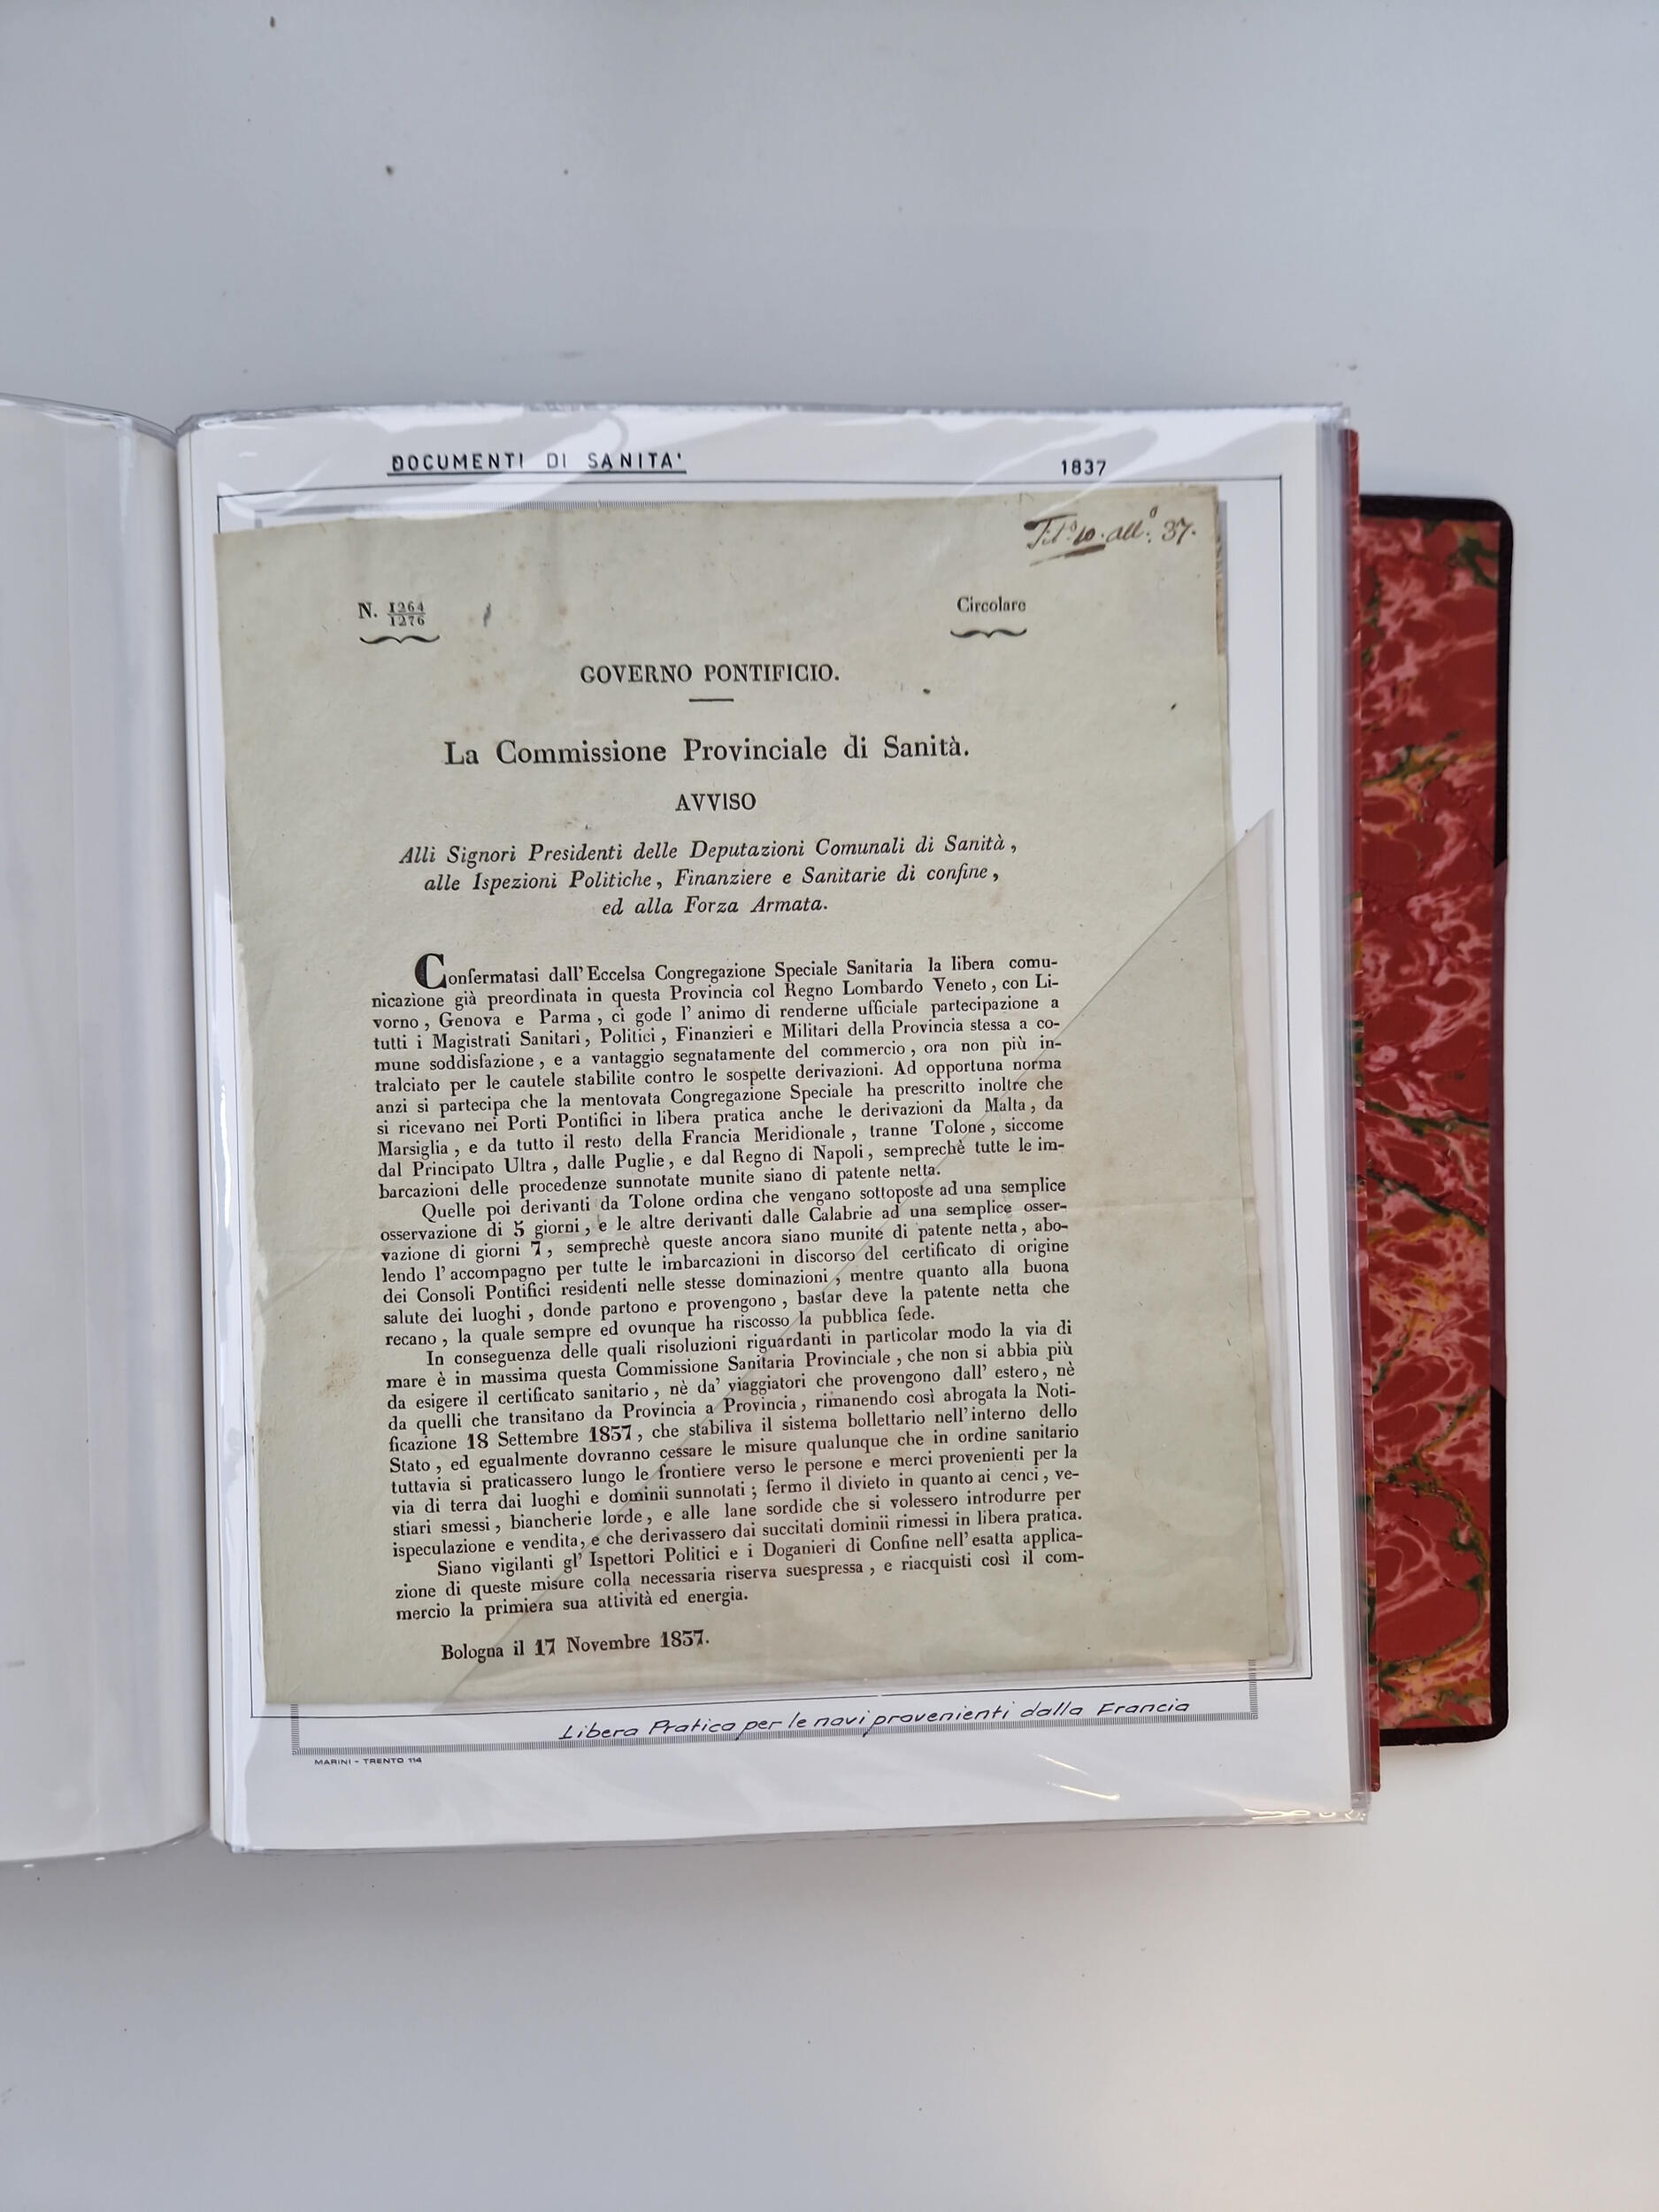 DOCUMENTI DI SANITA'
1837
Tit.º 10. all.º: 37.
N. 1264/1276
Circolare
GOVERNO PONTIFICIO.
La Commissione Provinciale di Sanità.
AVVISO
Alli Signori Presidenti delle Deputazioni Comunali di Sanità,
alle Ispezioni Politiche, Finanziere e Sanitarie di confine,
ed alla Forza Armata.
Confermatasi dall'Eccelsa Congregazione Speciale Sanitaria la libera comu-
nicazione già preordinata in questa Provincia col Regno Lombardo Veneto, con Li-
vorno, Genova e Parma, ci gode l'animo di renderne ufficiale partecipazione a
tutti i Magistrati Sanitari, Politici, Finanzieri e Militari della Provincia stessa a co-
mune soddisfazione, e a vantaggio segnatamente del commercio, ora non più in-
tralciato per le cautele stabilite contro le sospette derivazioni. Ad opportuna norma
anzi si partecipa che la mentovata Congregazione Speciale ha prescritto inoltre che
si ricevano nei Porti Pontifici in libera pratica anche le derivazioni da Malta, da
Marsiglia, e da tutto il resto della Francia Meridionale, tranne Tolone, siccome
dal Principato Ultra, dalle Puglie, e dal Regno di Napoli, semprechè tutte le im-
barcazioni delle procedenze sunnotate munite siano di patente netta.
Quelle poi derivanti da Tolone ordina che vengano sottoposte ad una semplice
osservazione di 5 giorni, e le altre derivanti dalle Calabrie ad una semplice osser-
vazione di giorni 7, semprechè queste ancora siano munite di patente netta, abo-
lendo l'accompagno per tutte le imbarcazioni in discorso del certificato di origine
dei Consoli Pontifici residenti nelle stesse dominazioni, mentre quanto alla buona
salute dei luoghi, donde partono e provengono, bastar deve la patente netta che
recano, la quale sempre ed ovunque ha riscosso la pubblica fede.
In conseguenza delle quali risoluzioni riguardanti in particolar modo la via di
mare è in massima questa Commissione Sanitaria Provinciale, che non si abbia più
da esigere il certificato sanitario, nè da' viaggiatori che provengono dall'estero, nè
da quelli che transitano da Provincia a Provincia, rimanendo così abrogata la Noti-
ficazione 18 Settembre 1837, che stabiliva il sistema bollettario nell'interno dello
Stato, ed egualmente dovranno cessare le misure qualunque che in ordine sanitario
tuttavia si praticassero lungo le frontiere verso le persone e merci provenienti per la
via di terra dai luoghi e dominii sunnotati; fermo il divieto in quanto ai cenci, ve-
stiari smessi, biancherie lorde, e alle lane sordide che si volessero introdurre per
ispeculazione e vendita, e che derivassero dai succitati dominii rimessi in libera pratica.
Siano vigilanti gl'Ispettori Politici e i Doganieri di Confine nell'esatta applica-
zione di queste misure colla necessaria riserva suespressa, e riacquisti così il com-
mercio la primiera sua attività ed energia.
Bologna il 17 Novembre 1837.
Libera Pratica per le navi provenienti dalla Francia
MARINI - TRENTO 114